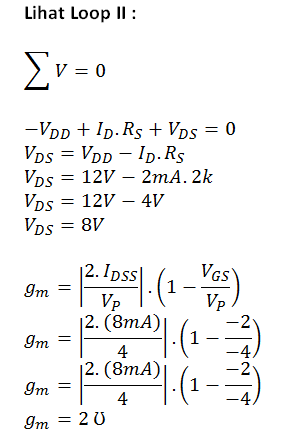 Lihat Loop II :
∑ V = 0
−V_DD + I_D.R_S + V_DS = 0
V_DS = V_DD − I_D.R_S
V_DS = 12V − 2mA.2k
V_DS = 12V − 4V
V_DS = 8V
g_m = |2.I_DSS / V_P|.(1 − V_GS / V_P)
g_m = |2.(8mA) / 4|.(1 − −2 / −4)
g_m = |2.(8mA) / 4|.(1 − −2 / −4)
g_m = 2 ℧